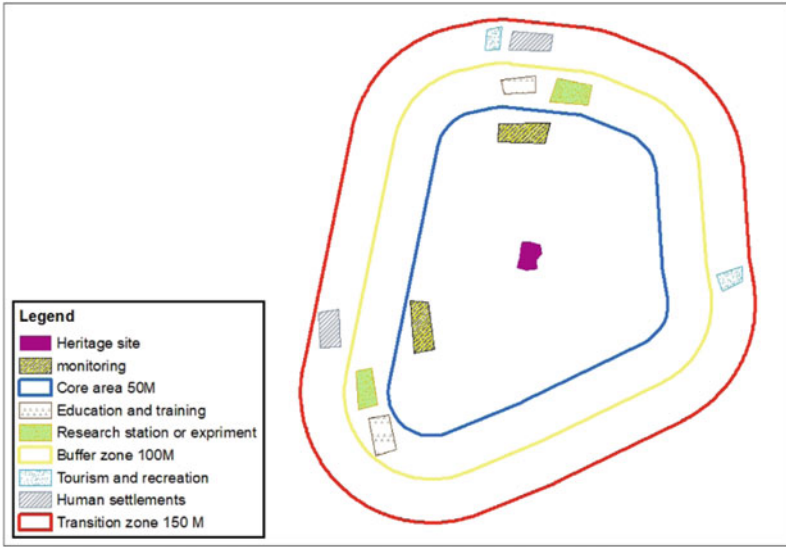 Legend
Heritage site
monitoring
Core area 50M
Education and training
Research station or expriment
Buffer zone 100M
Tourism and recreation
Human settlements
Transition zone 150 M